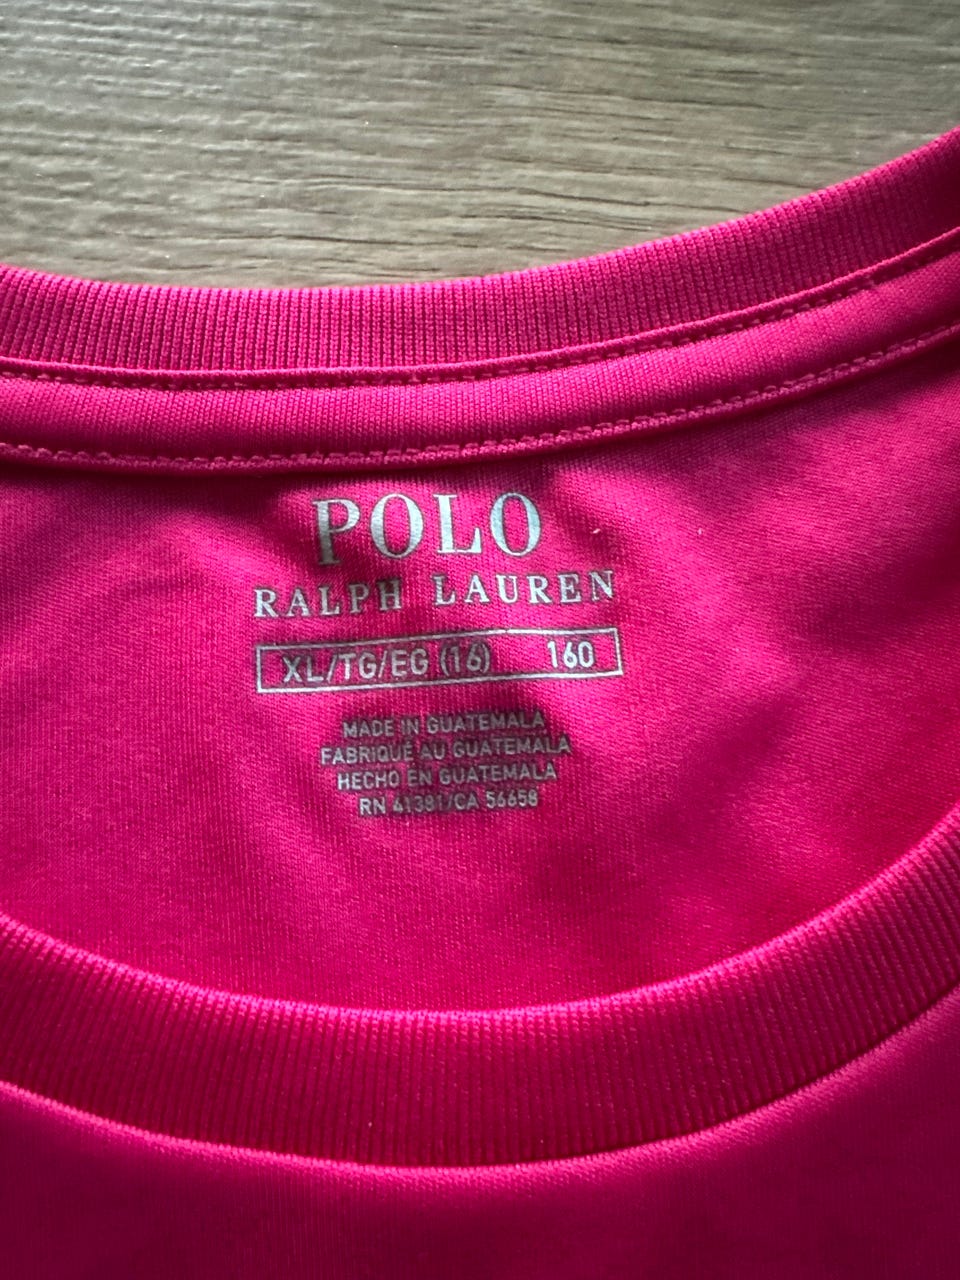 POLO
RALPH LAUREN
XL/TG/EG (16) 160
MADE IN GUATEMALA
FABRIQUÉ AU GUATEMALA
HECHO EN GUATEMALA
RN 41381/CA 56658